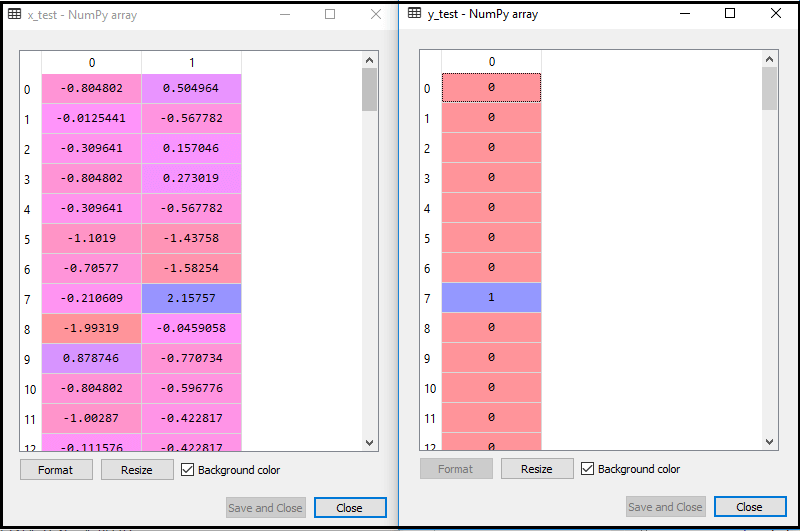 x_test - NumPy array
0 1
0 -0.804802 0.504964
1 -0.0125441 -0.567782
2 -0.309641 0.157046
3 -0.804802 0.273019
4 -0.309641 -0.567782
5 -1.1019 -1.43758
6 -0.70577 -1.58254
7 -0.210609 2.15757
8 -1.99319 -0.0459058
9 0.878746 -0.770734
10 -0.804802 -0.596776
11 -1.00287 -0.422817
12 -0.111576 -0.422817
Format Resize Background color
Save and Close Close
y_test - NumPy array
0
0 0
1 0
2 0
3 0
4 0
5 0
6 0
7 1
8 0
9 0
10 0
11 0
12 0
Format Resize Background color
Save and Close Close